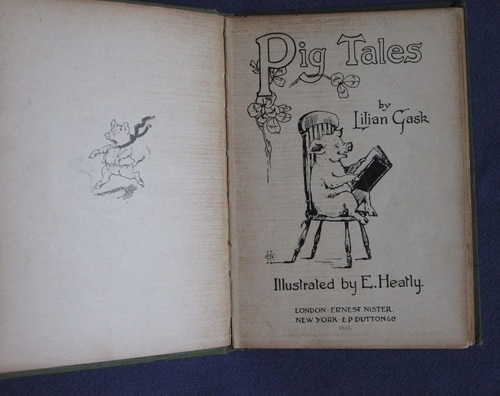 Pig Tales
by
Lilian Gask
Illustrated by E. Heatly.
LONDON ERNEST NISTER
NEW YORK · E P DUTTON & Co